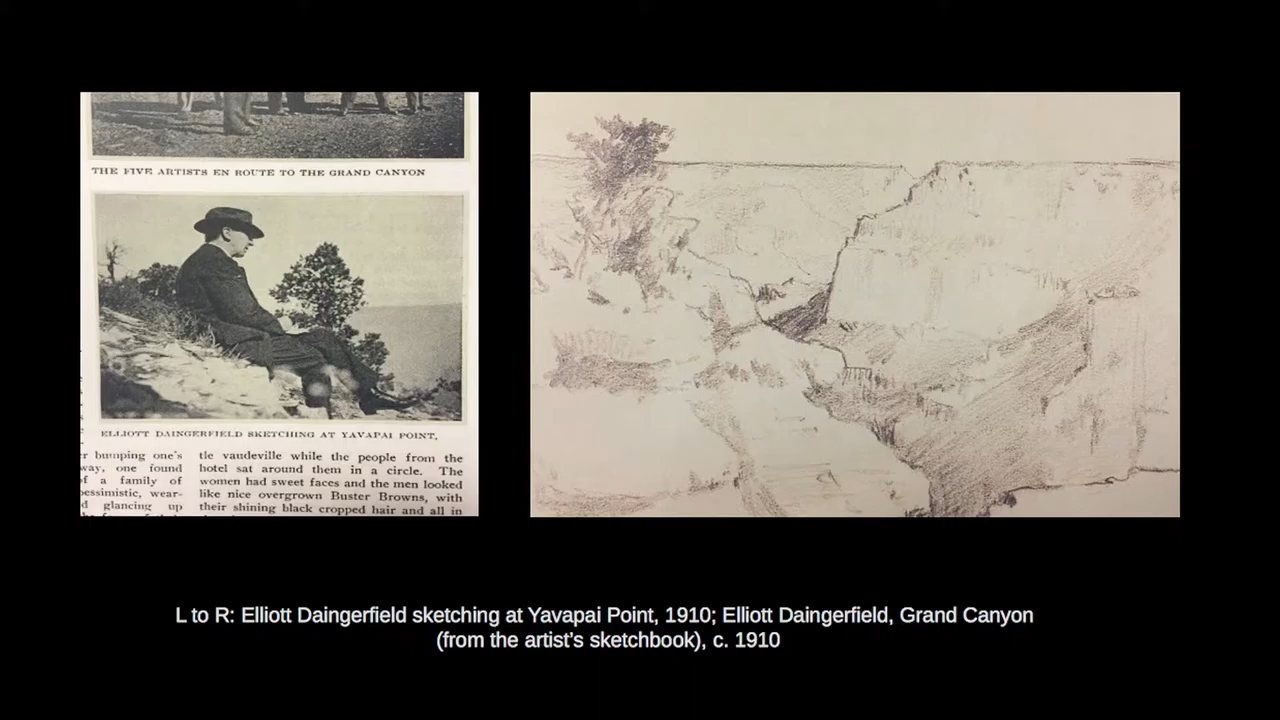 THE FIVE ARTISTS EN ROUTE TO THE GRAND CANYON
ELLIOTT DAINGERFIELD SKETCHING AT YAVAPAI POINT,
bumping one's
way, one found
a family of
essimistic, wear-
glancing up
tle vaudeville while the people from the
hotel sat around them in a circle. The
women had sweet faces and the men looked
like nice overgrown Buster Browns, with
their shining black cropped hair and all in
L to R: Elliott Daingerfield sketching at Yavapai Point, 1910; Elliott Daingerfield, Grand Canyon
(from the artist's sketchbook), c. 1910